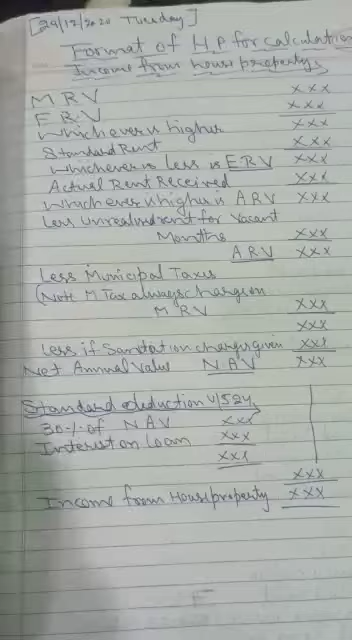 [29/12/2020 Tuesday]
Format of H.P for calculation
Income from house property
MRV xxx
FRV xxx
Whichever is higher xxx
Standard Rent xxx
Whichever is less is ERV xxx
Actual Rent Received xxx
Whichever is higher is ARV xxx
Less Unrealised rent for Vacant
Months xxx
ARV xxx
Less Municipal Taxes
(Note M Tax always charge on
MRV xxx
xxx
Less if Sanitation charges given xxx
Net Annual Value NAV xxx
Standard deduction U/S24
30-/. of NAV xxx
Interest on loan xxx
xxx
xxx
Income from House property xxx